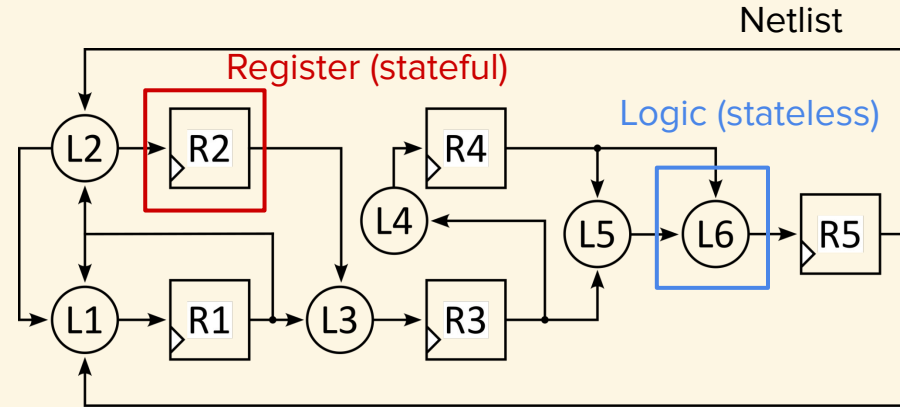 Netlist
Register (stateful)
Logic (stateless)
L2
R2
R4
L4
L5
L6
R5
L1
R1
L3
R3